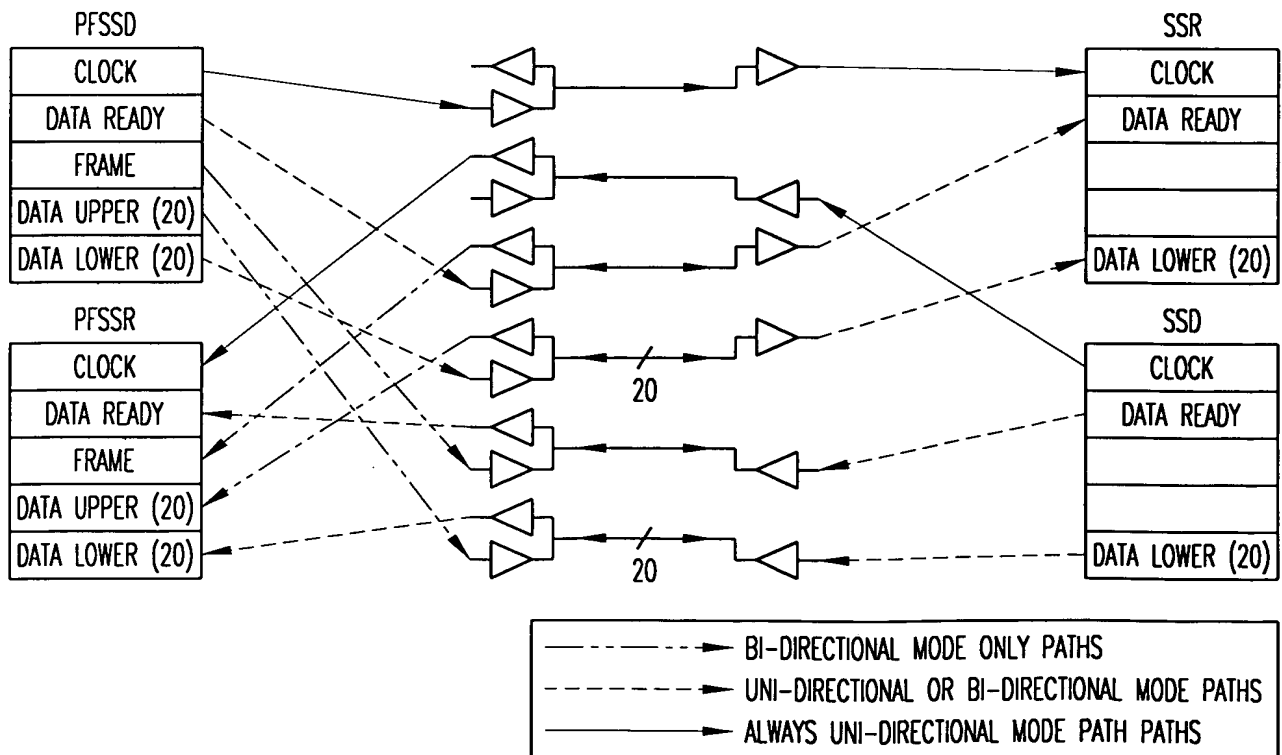 PFSSD
CLOCK
DATA READY
FRAME
DATA UPPER (20)
DATA LOWER (20)
PFSSR
CLOCK
DATA READY
FRAME
DATA UPPER (20)
DATA LOWER (20)
20
20
SSR
CLOCK
DATA READY
DATA LOWER (20)
SSD
CLOCK
DATA READY
DATA LOWER (20)
BI-DIRECTIONAL MODE ONLY PATHS
UNI-DIRECTIONAL OR BI-DIRECTIONAL MODE PATHS
ALWAYS UNI-DIRECTIONAL MODE PATH PATHS